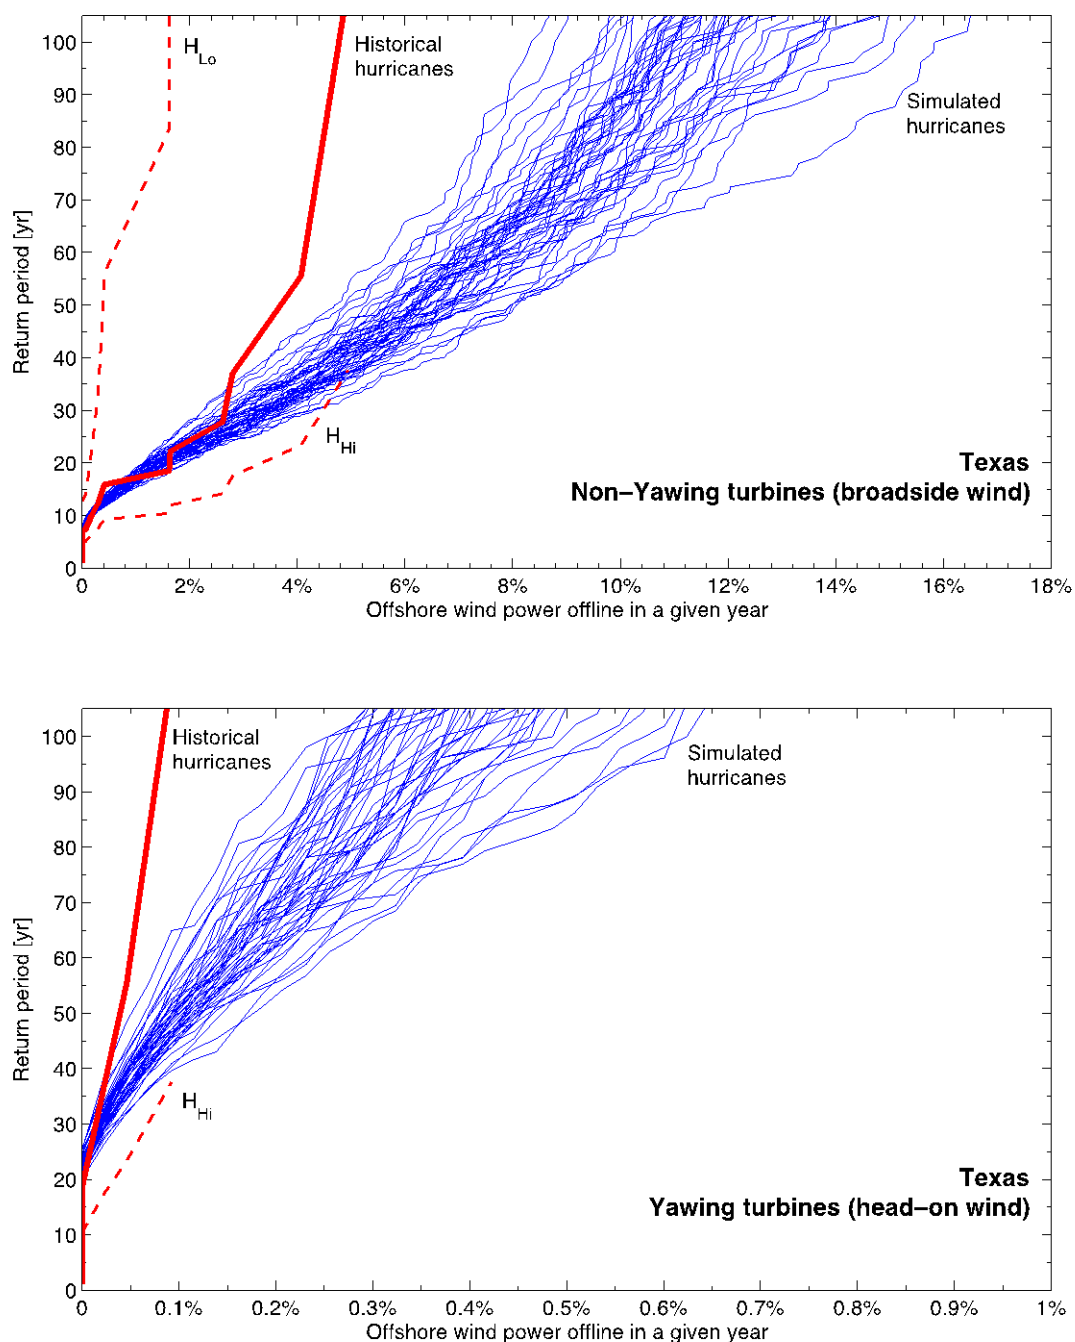 100
90
80
70
60
50
40
30
20
10
0
Return period [yr]
H_Lo
Historical
hurricanes
Simulated
hurricanes
H_Hi
Texas
Non−Yawing turbines (broadside wind)
0 2% 4% 6% 8% 10% 12% 14% 16% 18%
Offshore wind power offline in a given year
100
90
80
70
60
50
40
30
20
10
0
Return period [yr]
Historical
hurricanes
Simulated
hurricanes
H_Hi
Texas
Yawing turbines (head−on wind)
0 0.1% 0.2% 0.3% 0.4% 0.5% 0.6% 0.7% 0.8% 0.9% 1%
Offshore wind power offline in a given year